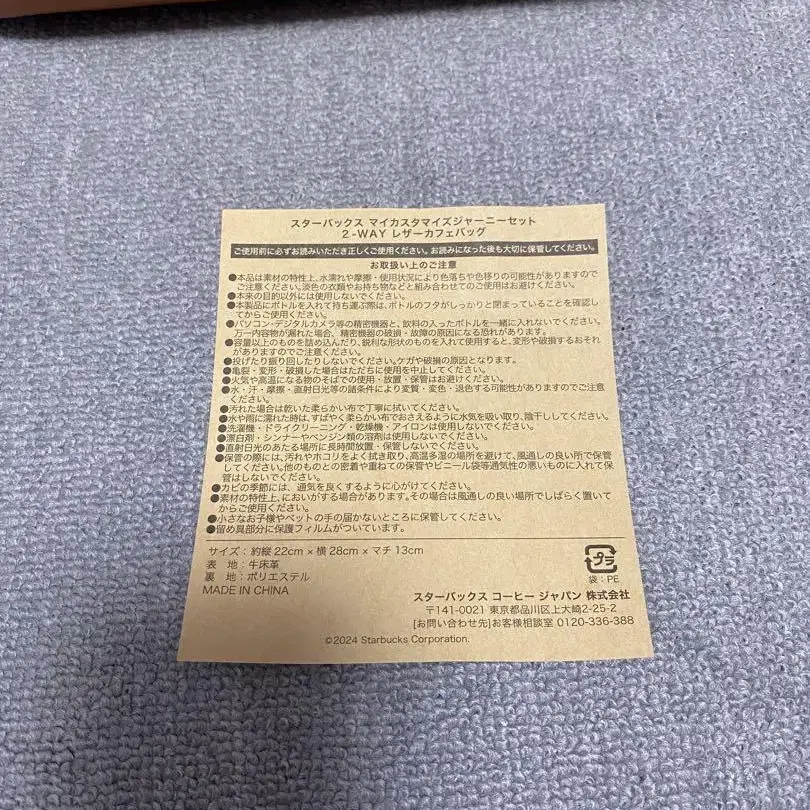 スターバックス マイカスタマイズジャーニーセット
2-WAY レザーカフェバッグ
ご使用前に必ずお読みいただき正しくご使用ください。お読みになった後も大切に保管してください。
お取扱い上のご注意
●本品は素材の特性上、水濡れや摩擦・使用状況により色落ちや色移りの可能性がありますので
ご注意ください。淡色の衣類やお持ち物などと組み合わせてのご使用はお避けください。
●本来の目的以外には使用しないでください。
●本製品にボトルを入れて持ち運ぶ際は、ボトルのフタがしっかりと閉まっていることを確認し
てからご使用ください。
●パソコン・デジタルカメラ等の精密機器と、飲料の入ったボトルを一緒に入れないでください。
万一内容物が漏れた場合、精密機器の破損・故障の原因になる恐れがあります。
●容量以上のものを詰め込んだり、鋭利な形状のものを入れて使用すると、変形や破損するおそれ
がありますのでご注意ください。
●投げたり振り回したりしないでください。ケガや破損の原因となります。
●亀裂・変形・破損した場合はただちに使用を中止してください。
●火気や高温になる物のそばでの使用・放置・保管はお避けください。
●水・汗・摩擦・直射日光等の諸条件により変質・変色・退色する可能性がありますのでご注意
ください。
●汚れた場合は乾いた柔らかい布で丁寧に拭いてください。
●水や雨に濡れた時は、すばやく柔らかい布でおさえるように水気を吸い取り、陰干ししてください。
●洗濯機・ドライクリーニング・乾燥機・アイロンは使用しないでください。
●漂白剤・シンナーやベンジン類の溶剤は使用しないでください。
●直射日光のあたる場所に長時間放置・保管しないでください。
●保管の際には、汚れやホコリをよく拭き取り、高温多湿の場所を避けて、風通しの良い所で保管
してください。他のものとの密着や重ねての保管やビニール袋等通気性の悪いものに入れて保
管はしないでください。
●カビの季節には、通気を良くするように心がけてください。
●素材の特性上、においがする場合があります。その場合は風通しの良い場所でしばらく置いて
からご使用ください。
●小さなお子様やペットの手の届かないところに保管してください。
●留め具部分に保護フィルムがついています。
サイズ：約縦 22cm × 横 28cm × マチ 13cm
表　地：牛床革
裏　地：ポリエステル
MADE IN CHINA
プラ
袋：PE
スターバックス コーヒー ジャパン 株式会社
〒141-0021 東京都品川区上大崎2-25-2
[お問い合わせ先]お客様相談室 0120-336-388
©2024 Starbucks Corporation.